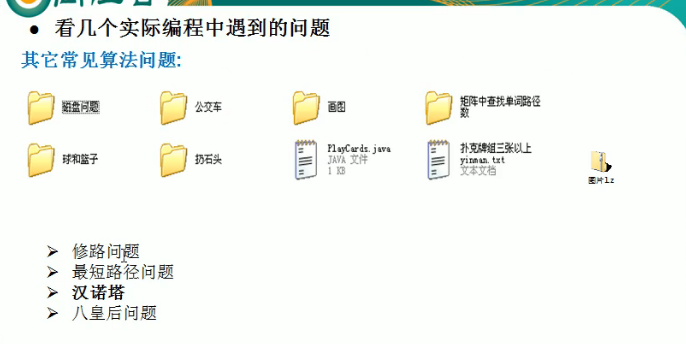 ● 看几个实际编程中遇到的问题
其它常见算法问题:
磁盘问题
公交车
画图
矩阵中查找单词路径
数
球和篮子
扔石头
PlayCards.java
JAVA 文件
1 KB
扑克牌组三张以上
yinman.txt
文本文档
图片1.z
➢ 修路问题
➢ 最短路径问题
➢ 汉诺塔
➢ 八皇后问题